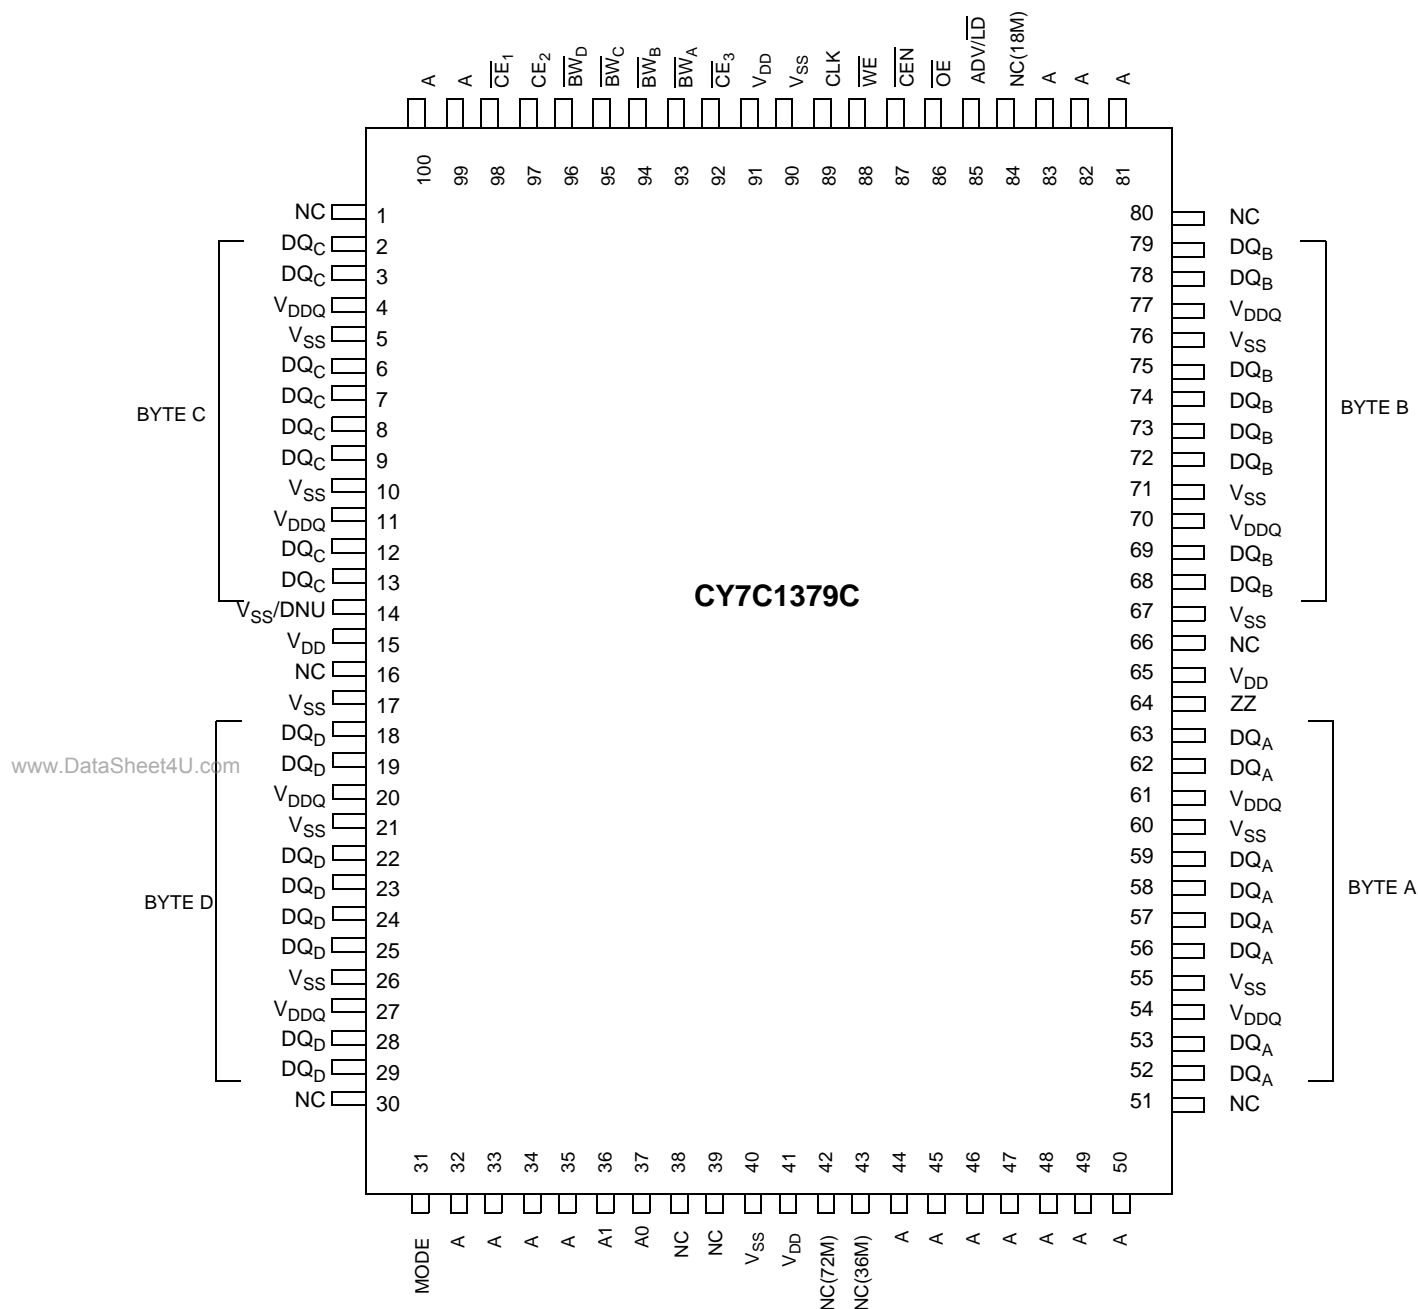 A A CE1 CE2 BWD BWC BWB BWA CE3 VDD VSS CLK WE CEN OE ADV/LD NC(18M) A A A
100 99 98 97 96 95 94 93 92 91 90 89 88 87 86 85 84 83 82 81
NC 1 80 NC
DQC 2 79 DQB
DQC 3 78 DQB
VDDQ 4 77 VDDQ
VSS 5 76 VSS
DQC 6 75 DQB
DQC 7 74 DQB
BYTE C BYTE B
DQC 8 73 DQB
DQC 9 72 DQB
VSS 10 71 VSS
VDDQ 11 70 VDDQ
DQC 12 69 DQB
DQC 13 68 DQB
CY7C1379C
VSS/DNU 14 67 VSS
VDD 15 66 NC
NC 16 65 VDD
VSS 17 64 ZZ
DQD 18 63 DQA
www.DataSheet4U.com
DQD 19 62 DQA
VDDQ 20 61 VDDQ
VSS 21 60 VSS
DQD 22 59 DQA
DQD 23 58 DQA
BYTE D BYTE A
DQD 24 57 DQA
DQD 25 56 DQA
VSS 26 55 VSS
VDDQ 27 54 VDDQ
DQD 28 53 DQA
DQD 29 52 DQA
NC 30 51 NC
31 32 33 34 35 36 37 38 39 40 41 42 43 44 45 46 47 48 49 50
MODE A A A A A1 A0 NC NC VSS VDD NC(72M) NC(36M) A A A A A A A